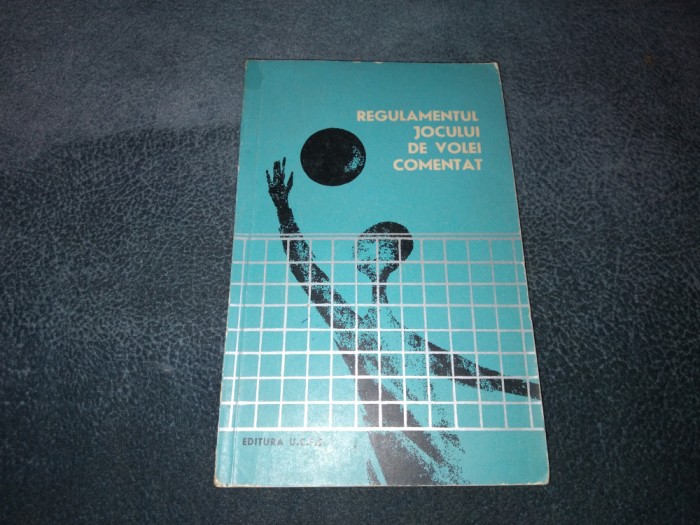 REGULAMENTUL
JOCULUI
DE VOLEI
COMENTAT
EDITURA